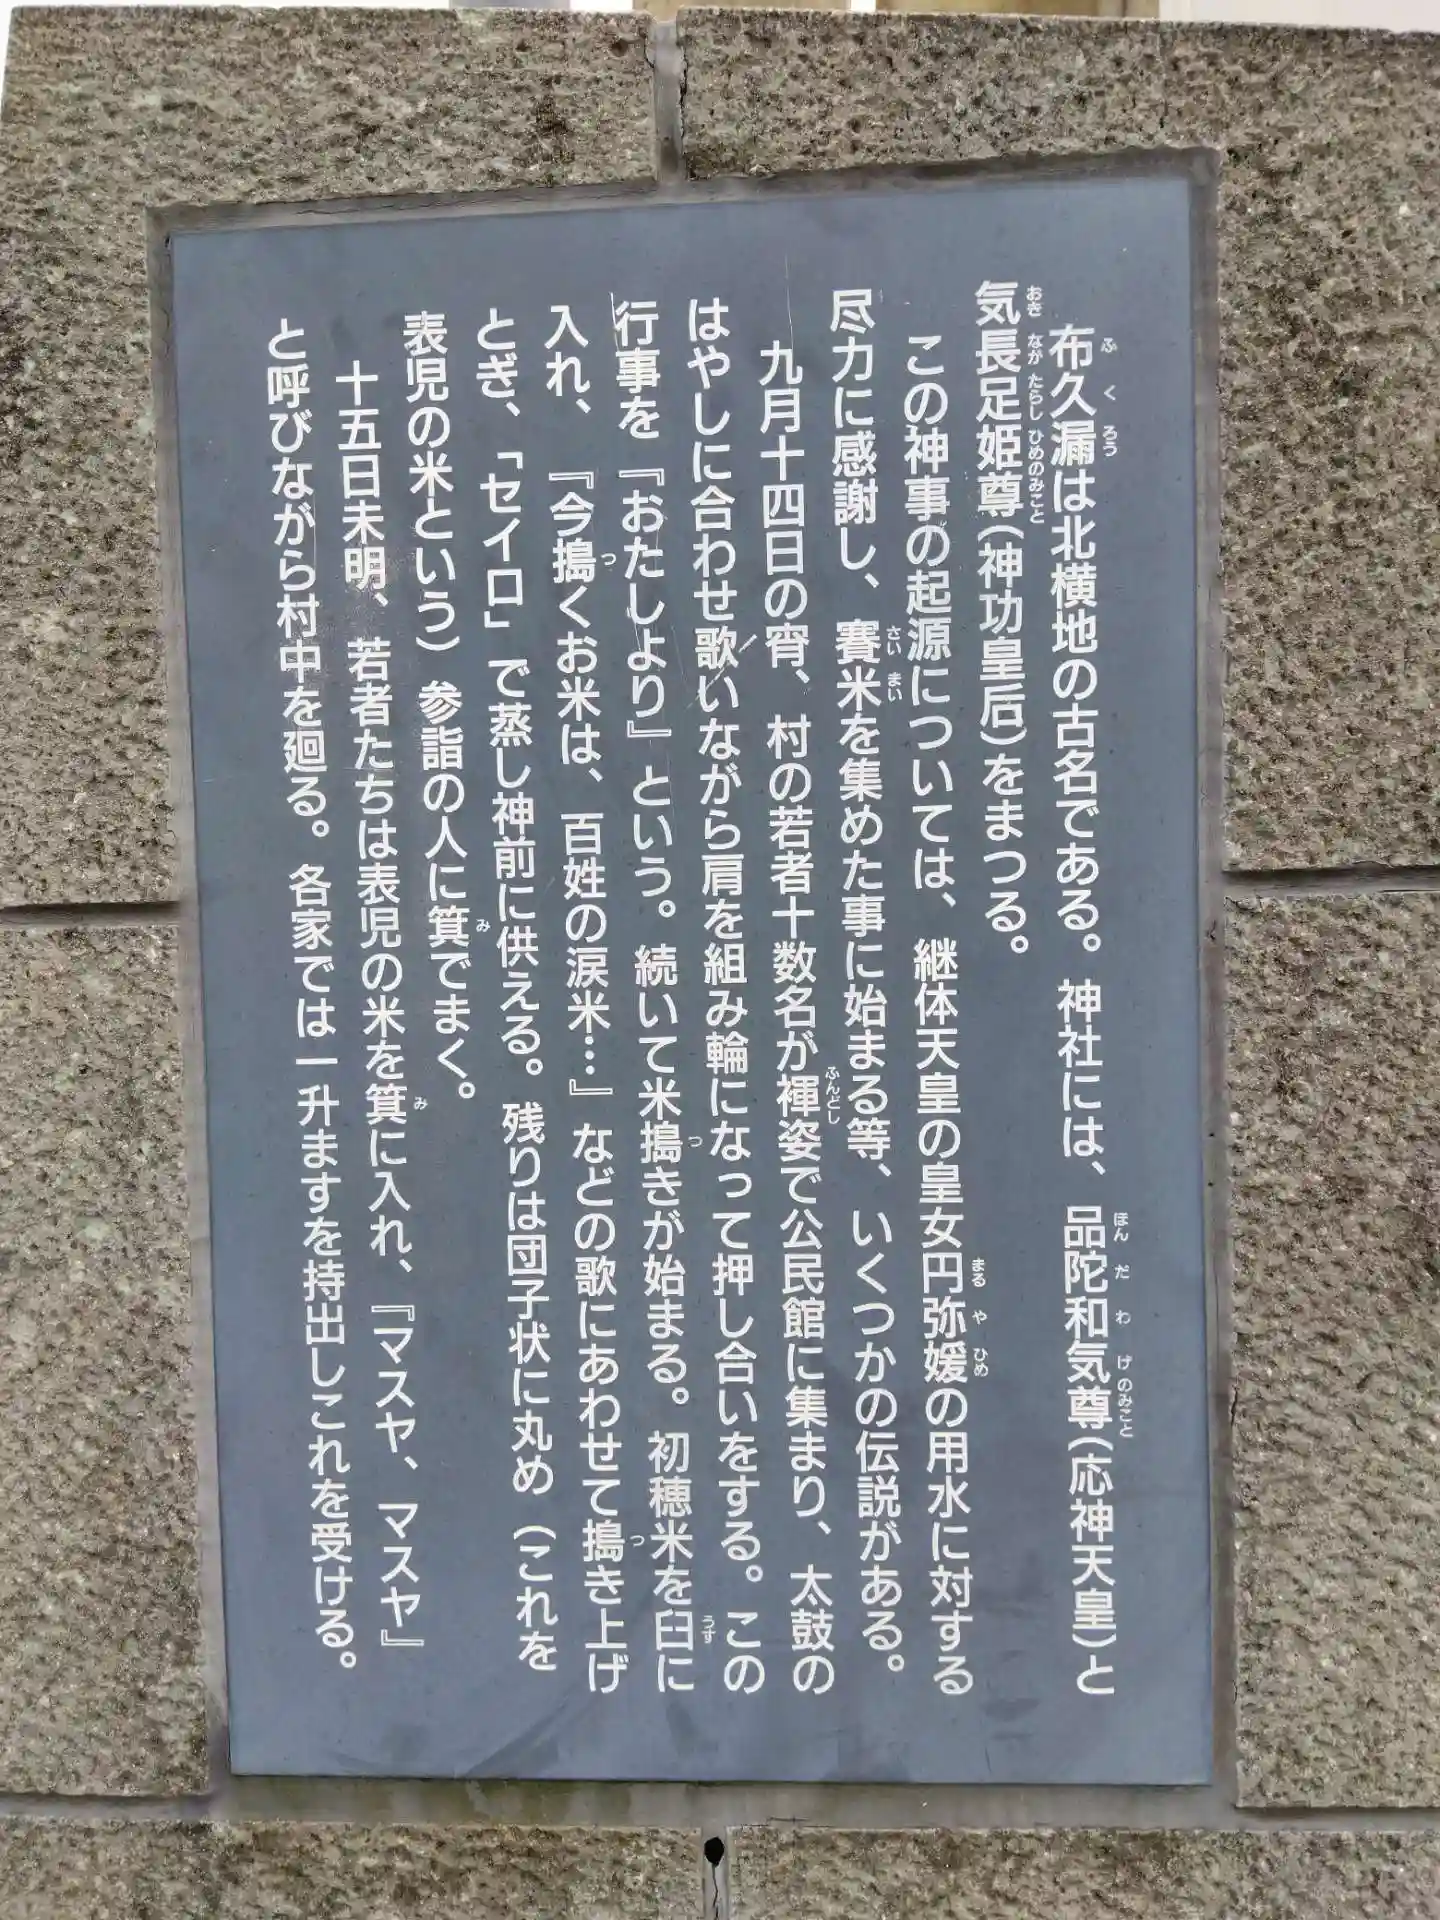 布久漏は北横地の古名である。神社には、品陀和気尊(応神天皇)と
気長足姫尊(神功皇后)をまつる。
この神事の起源については、継体天皇の皇女円弥媛の用水に対する
尽力に感謝し、賽米を集めた事に始まる等、いくつかの伝説がある。
九月十四日の宵、村の若者十数名が褌姿で公民館に集まり、太鼓の
はやしに合わせ歌いながら肩を組み輪になって押し合いをする。この
行事を『おたしより』という。続いて米搗きが始まる。初穂米を臼に
入れ、『今搗くお米は、百姓の涙米…』などの歌にあわせて搗き上げ
とぎ、「セイロ」で蒸し神前に供える。残りは団子状に丸め(これを
表児の米という)参詣の人に箕でまく。
十五日未明、若者たちは表児の米を箕に入れ、『マスヤ、マスヤ』
と呼びながら村中を廻る。各家では一升ますを持出しこれを受ける。